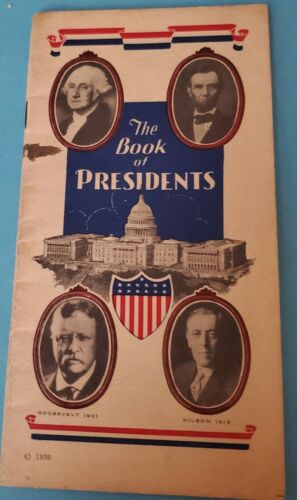 The
Book
of
PRESIDENTS
ROOSEVELT 1901
WILSON 1913
© 1936